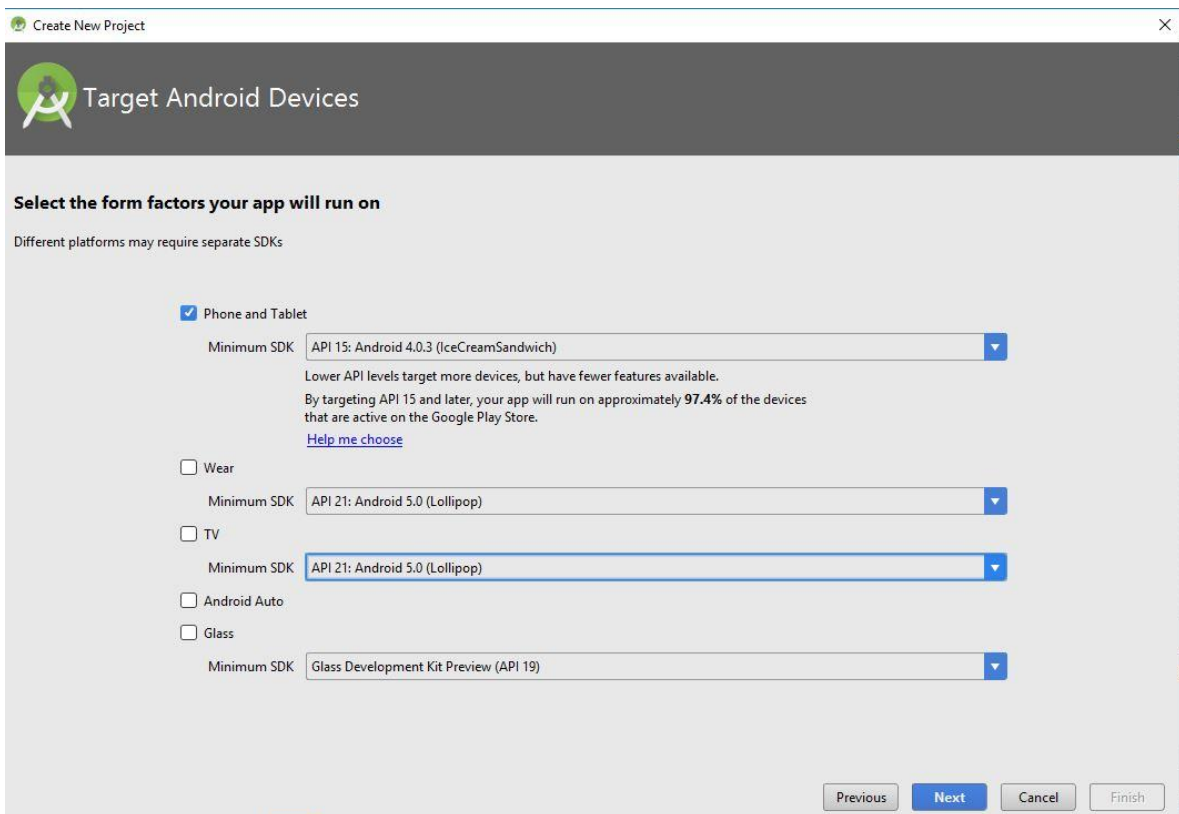 Create New Project
Target Android Devices
Select the form factors your app will run on
Different platforms may require separate SDKs
Phone and Tablet
Minimum SDK API 15: Android 4.0.3 (IceCreamSandwich)
Lower API levels target more devices, but have fewer features available.
By targeting API 15 and later, your app will run on approximately 97.4% of the devices
that are active on the Google Play Store.
Help me choose
Wear
Minimum SDK API 21: Android 5.0 (Lollipop)
TV
Minimum SDK API 21: Android 5.0 (Lollipop)
Android Auto
Glass
Minimum SDK Glass Development Kit Preview (API 19)
Previous Next Cancel Finish